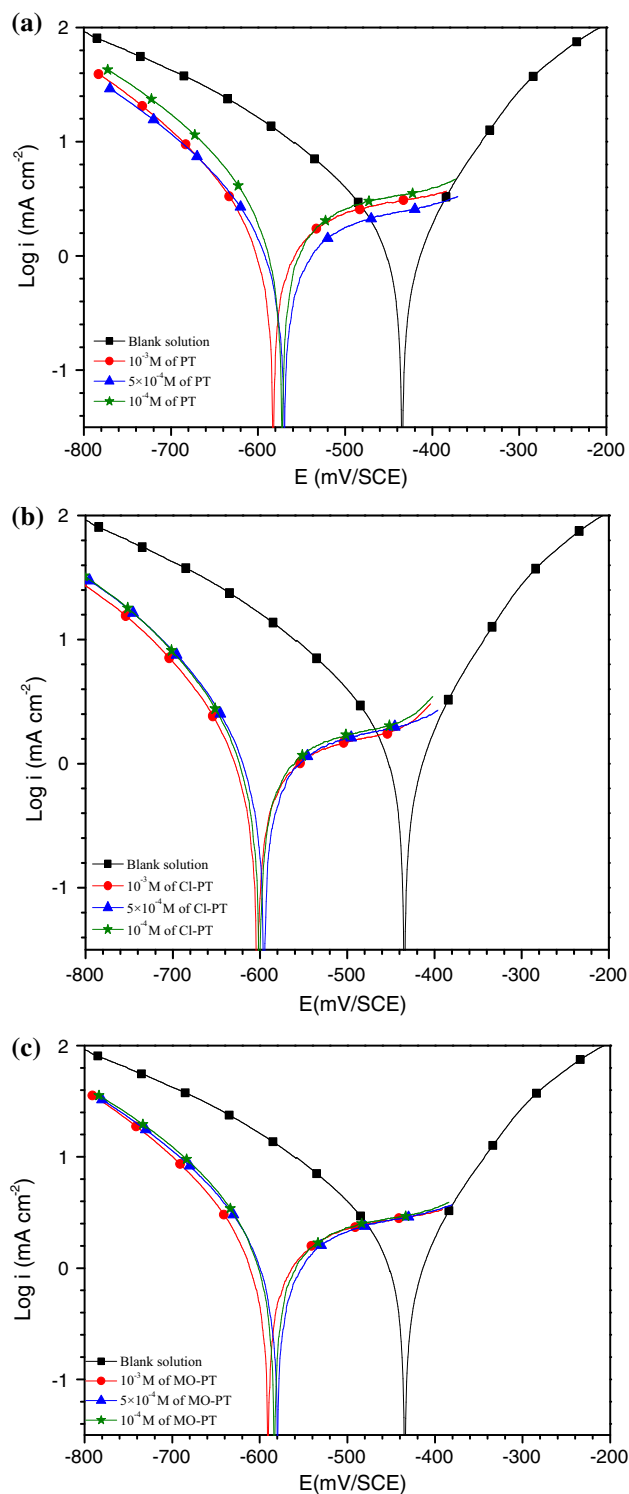 (a)
2
1
0
-1
Log i (mA cm⁻²)
Blank solution
10⁻³M of PT
5×10⁻⁴M of PT
10⁻⁴M of PT
-800 -700 -600 -500 -400 -300 -200
E (mV/SCE)
(b)
2
1
0
-1
Log i (mA cm⁻²)
Blank solution
10⁻³M of Cl-PT
5×10⁻⁴M of Cl-PT
10⁻⁴M of Cl-PT
-800 -700 -600 -500 -400 -300 -200
E(mV/SCE)
(c)
2
1
0
-1
Log i (mA cm⁻²)
Blank solution
10⁻³M of MO-PT
5×10⁻⁴M of MO-PT
10⁻⁴M of MO-PT
-800 -700 -600 -500 -400 -300 -200
E(mV/SCE)